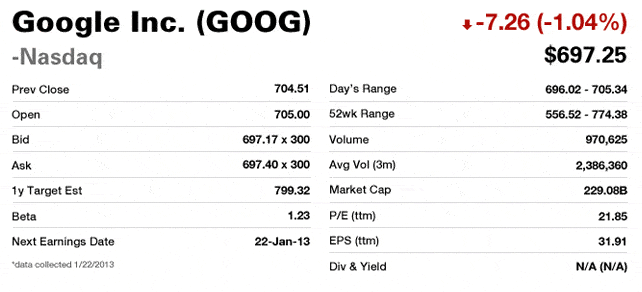 Google Inc. (GOOG) -7.26 (-1.04%)
-Nasdaq $697.25
Prev Close 704.51 Day's Range 696.02 - 705.34
Open 705.00 52wk Range 556.52 - 774.38
Bid 697.17 x 300 Volume 970,625
Ask 697.40 x 300 Avg Vol (3m) 2,386,360
1y Target Est 799.32 Market Cap 229.08B
Beta 1.23 P/E (ttm) 21.85
Next Earnings Date 22-Jan-13 EPS (ttm) 31.91
*data collected 1/22/2013 Div & Yield N/A (N/A)